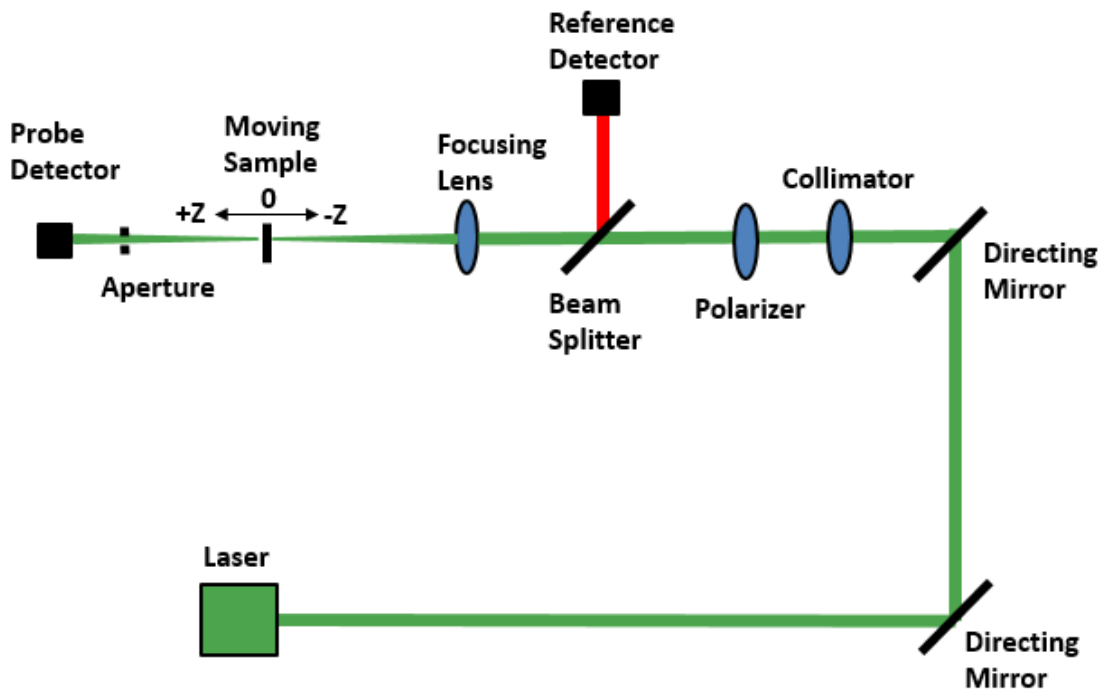 Reference
Detector
Probe
Detector
Moving
Sample
0
+Z
-Z
Focusing
Lens
Collimator
Aperture
Beam
Splitter
Polarizer
Directing
Mirror
Laser
Directing
Mirror